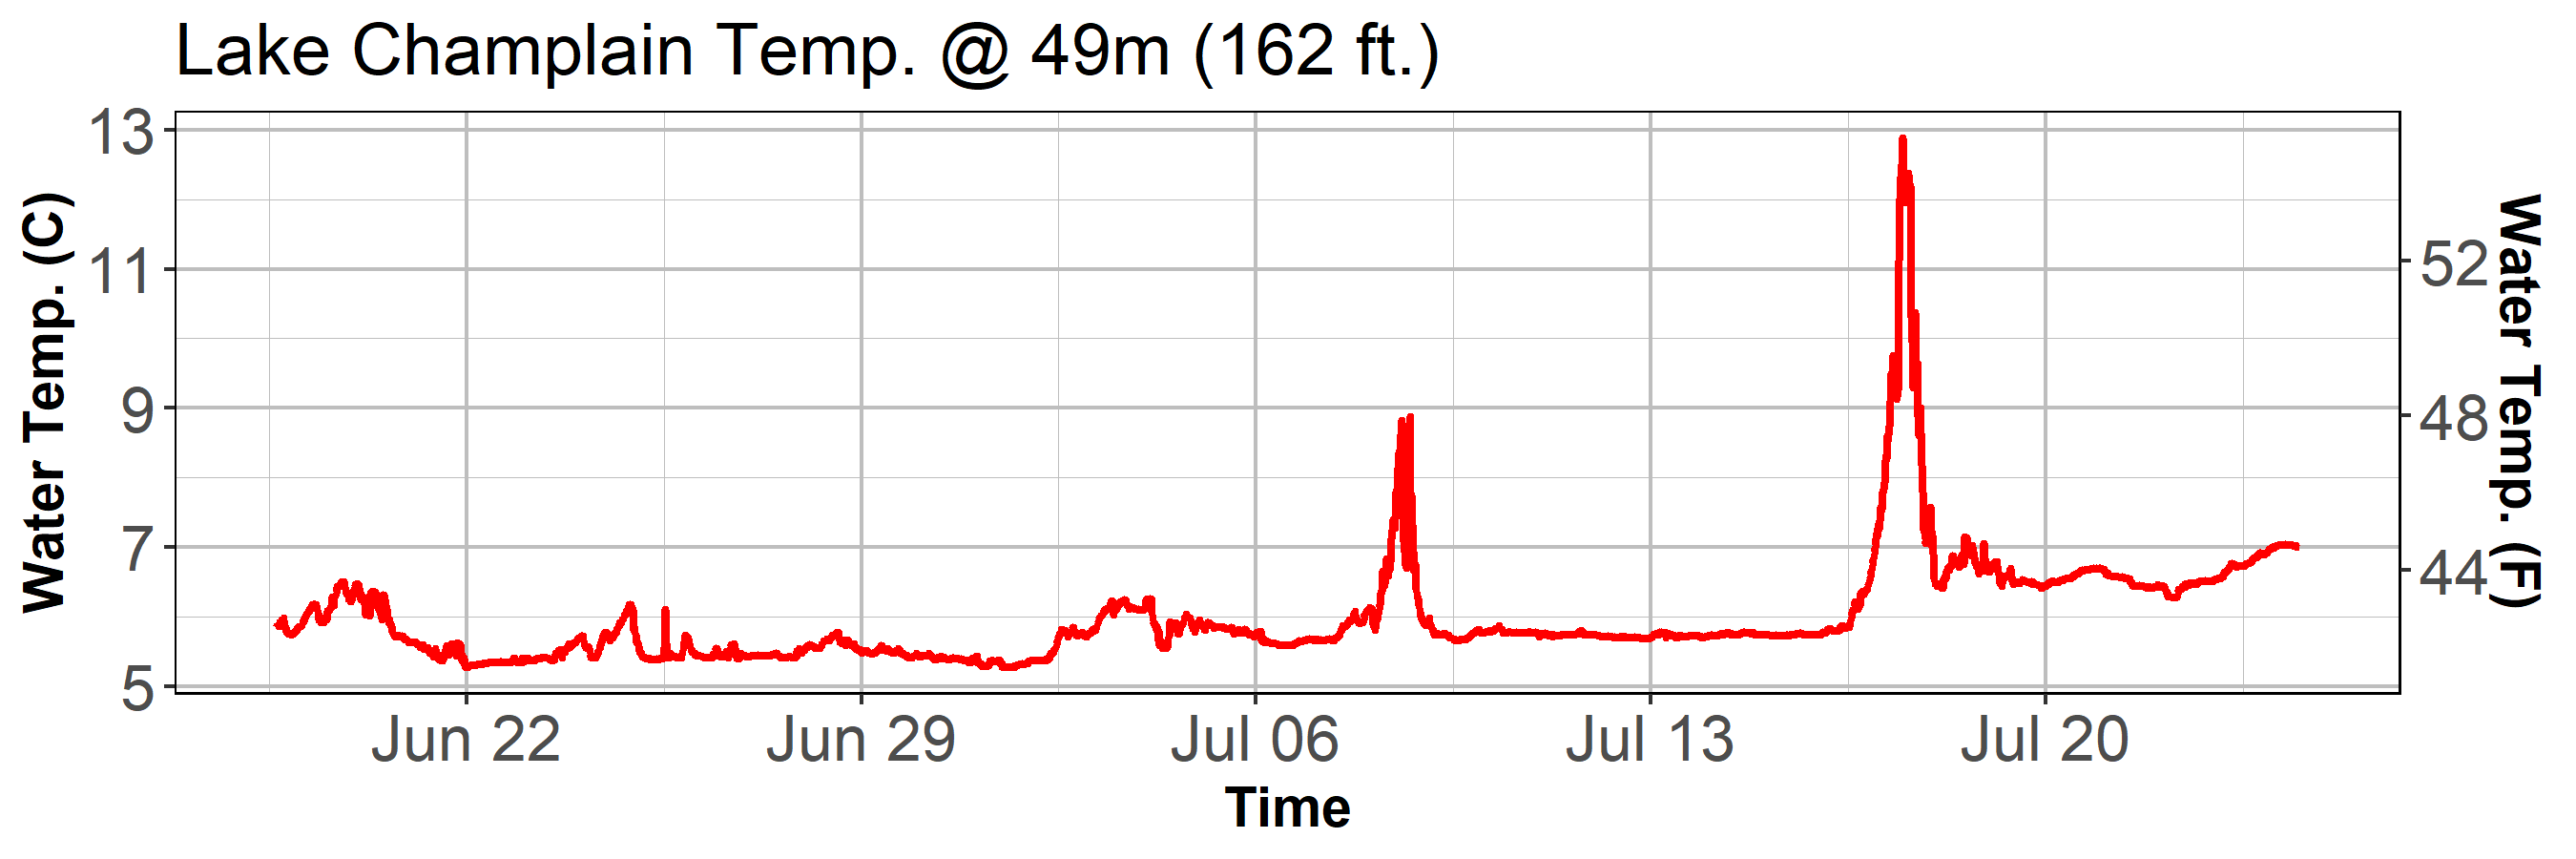 Lake Champlain Temp. @ 49m (162 ft.)
Water Temp. (C)
13
11
9
7
5
52
48
44
Water Temp. (F)
Jun 22
Jun 29
Jul 06
Jul 13
Jul 20
Time